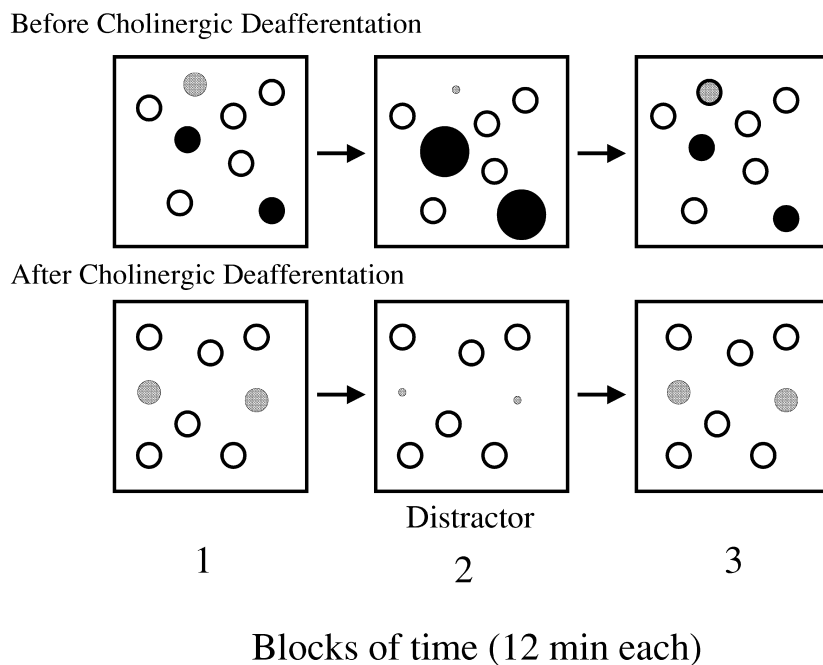 Before Cholinergic Deafferentation
After Cholinergic Deafferentation
Distractor
1
2
3
Blocks of time (12 min each)